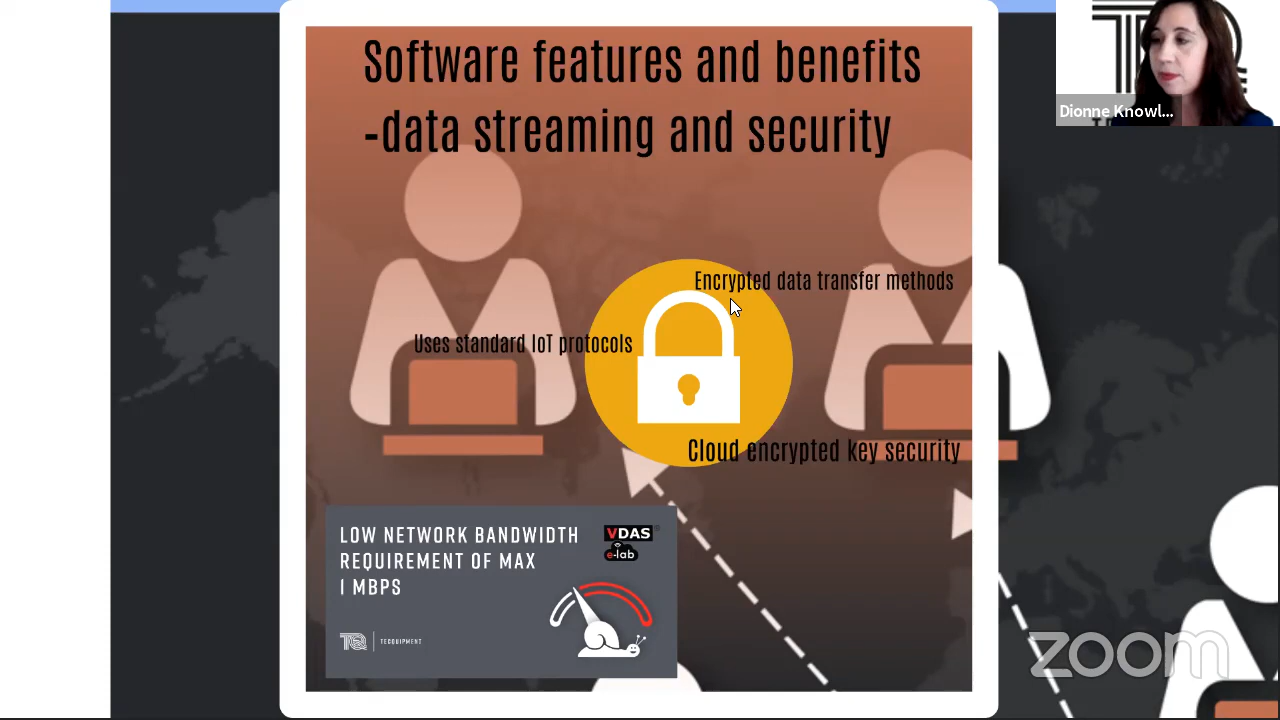 Software features and benefits
-data streaming and security
Dionne Knowl...
Encrypted data transfer methods
Uses standard IoT protocols
Cloud encrypted key security
LOW NETWORK BANDWIDTH
REQUIREMENT OF MAX
1 MBPS
VDAS
e-lab
TECQUIPMENT
zoom